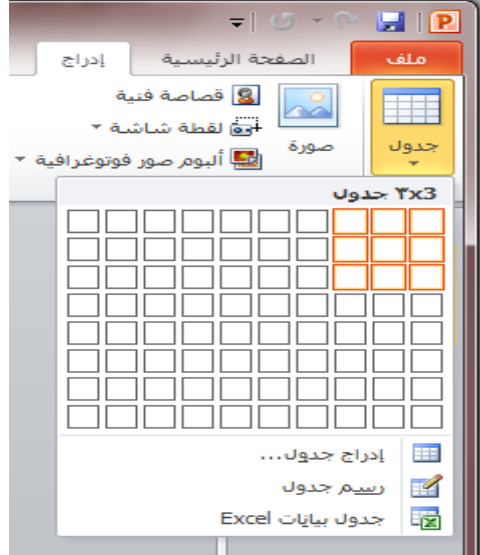 P
ملف الصفحة الرئيسية إدراج
جدول
صورة
قصاصة فنية
لقطة شاشة
ألبوم صور فوتوغرافية
٣x3 جدول
إدراج جدول...
رسم جدول
جدول بيانات Excel